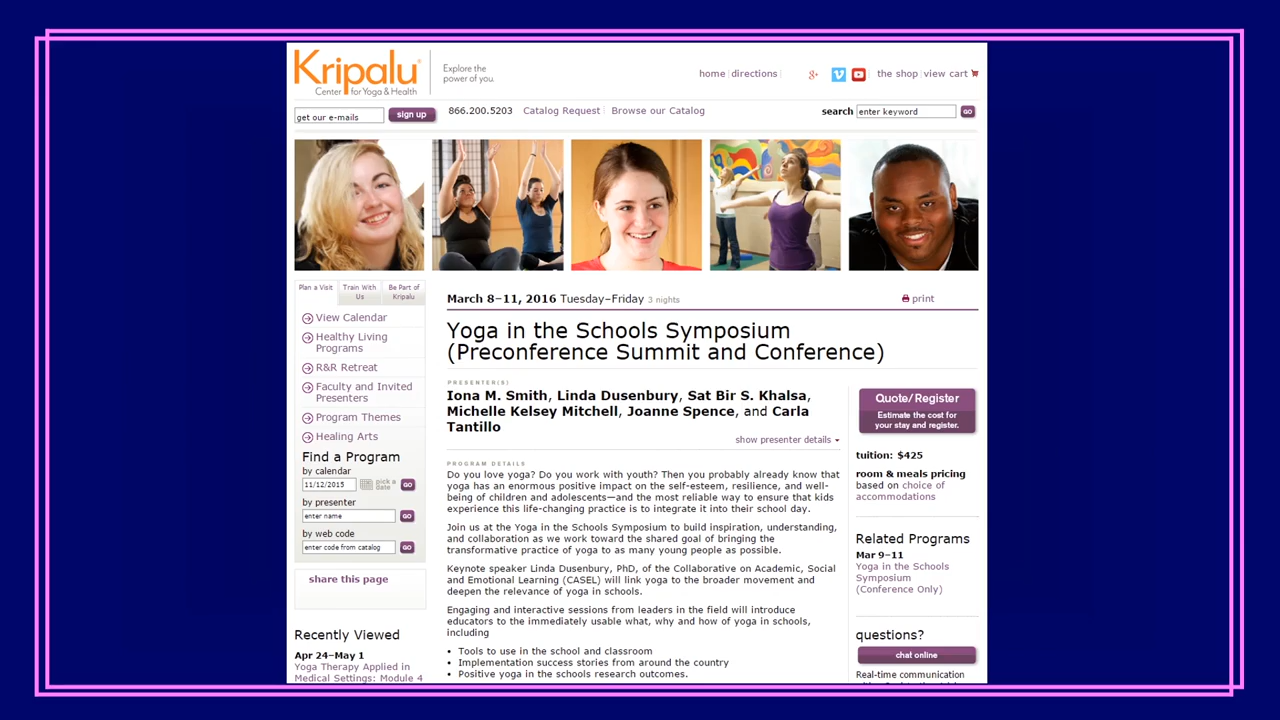 Kripalu®
Center for Yoga & Health
Explore the
power of you.
home directions
the shop view cart
get our e-mails
sign up
866.200.5203 Catalog Request Browse our Catalog
search enter keyword GO
Plan a Visit
Train With
Us
Be Part of
Kripalu
View Calendar
Healthy Living
Programs
R&R Retreat
Faculty and Invited
Presenters
Program Themes
Healing Arts
Find a Program
by calendar
11/12/2015 pick a
date GO
by presenter
enter name GO
by web code
enter code from catalog GO
share this page
Recently Viewed
Apr 24–May 1
Yoga Therapy Applied in
Medical Settings: Module 4
March 8–11, 2016 Tuesday–Friday 3 nights
print
Yoga in the Schools Symposium
(Preconference Summit and Conference)
PRESENTER(S)
Iona M. Smith, Linda Dusenbury, Sat Bir S. Khalsa,
Michelle Kelsey Mitchell, Joanne Spence, and Carla
Tantillo
show presenter details
PROGRAM DETAILS
Do you love yoga? Do you work with youth? Then you probably already know that
yoga has an enormous positive impact on the self-esteem, resilience, and well-
being of children and adolescents—and the most reliable way to ensure that kids
experience this life-changing practice is to integrate it into their school day.
Join us at the Yoga in the Schools Symposium to build inspiration, understanding,
and collaboration as we work toward the shared goal of bringing the
transformative practice of yoga to as many young people as possible.
Keynote speaker Linda Dusenbury, PhD, of the Collaborative on Academic, Social
and Emotional Learning (CASEL) will link yoga to the broader movement and
deepen the relevance of yoga in schools.
Engaging and interactive sessions from leaders in the field will introduce
educators to the immediately usable what, why and how of yoga in schools,
including
• Tools to use in the school and classroom
• Implementation success stories from around the country
• Positive yoga in the schools research outcomes.
Quote/Register
Estimate the cost for
your stay and register.
tuition: $425
room & meals pricing
based on choice of
accommodations
Related Programs
Mar 9–11
Yoga in the Schools
Symposium
(Conference Only)
questions?
chat online
Real-time communication